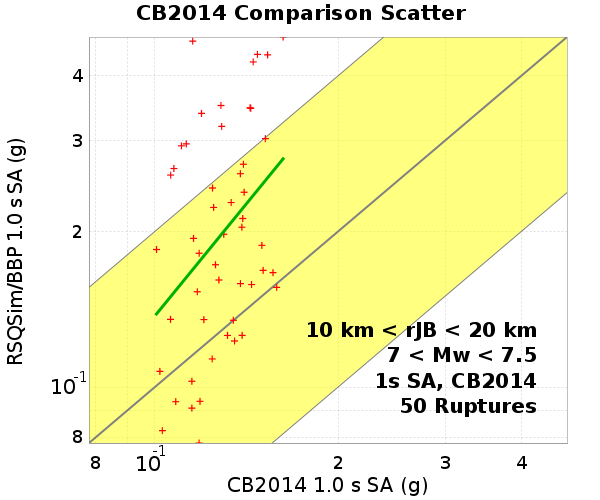 CB2014 Comparison Scatter
RSQSim/BBP 1.0 s SA (g)
4
3
2
10-1
8
10 km < rJB < 20 km
7 < Mw < 7.5
1s SA, CB2014
50 Ruptures
8 10-1 2 3 4
CB2014 1.0 s SA (g)